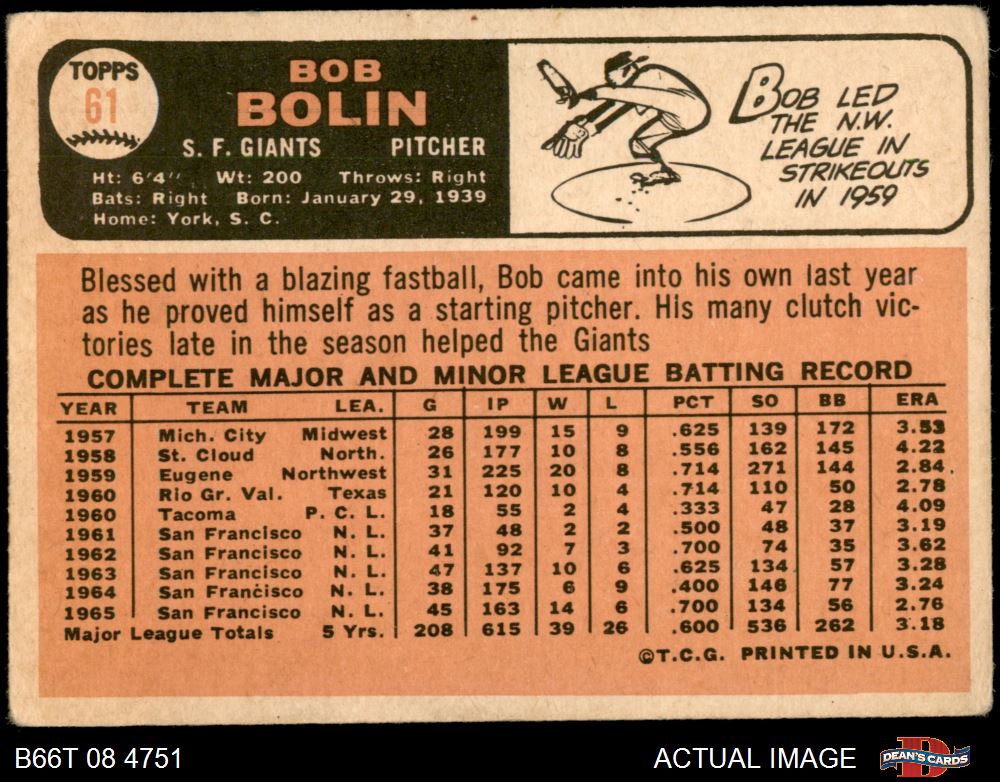 TOPPS
61
BOB
BOLIN
S. F. GIANTS PITCHER
Ht: 6'4" Wt: 200 Throws: Right
Bats: Right Born: January 29, 1939
Home: York, S. C.
BOB LED
THE N.W.
LEAGUE IN
STRIKEOUTS
IN 1959
Blessed with a blazing fastball, Bob came into his own last year
as he proved himself as a starting pitcher. His many clutch vic-
tories late in the season helped the Giants
COMPLETE MAJOR AND MINOR LEAGUE BATTING RECORD
YEAR TEAM LEA. G IP W L PCT SO BB ERA
1957 Mich. City Midwest 28 199 15 9 .625 139 172 3.53
1958 St. Cloud North. 26 177 10 8 .556 162 145 4.22
1959 Eugene Northwest 31 225 20 8 .714 271 144 2.84
1960 Rio Gr. Val. Texas 21 120 10 4 .714 110 50 2.78
1960 Tacoma P. C. L. 18 55 2 4 .333 47 28 4.09
1961 San Francisco N. L. 37 48 2 2 .500 48 37 3.19
1962 San Francisco N. L. 41 92 7 3 .700 74 35 3.62
1963 San Francisco N. L. 47 137 10 6 .625 134 57 3.28
1964 San Francisco N. L. 38 175 6 9 .400 146 77 3.24
1965 San Francisco N. L. 45 163 14 6 .700 134 56 2.76
Major League Totals 5 Yrs. 208 615 39 26 .600 536 262 3.18
©T.C.G. PRINTED IN U.S.A.
B66T 08 4751 ACTUAL IMAGE DEAN'S CARDS